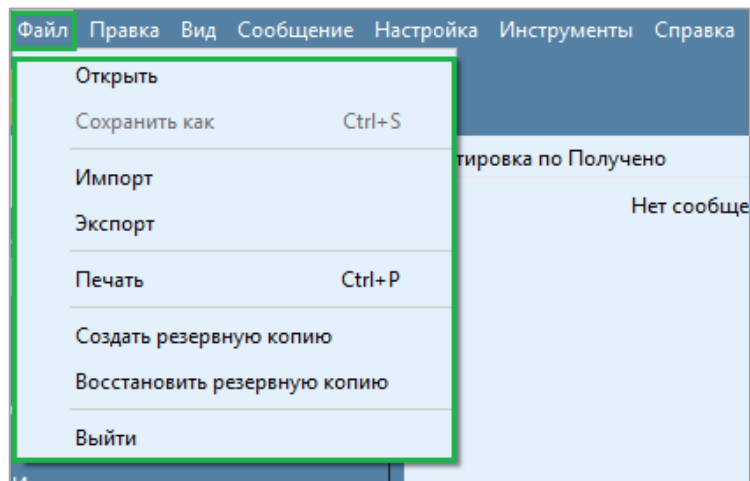 Файл Правка Вид Сообщение Настройка Инструменты Справка
Открыть
Сохранить как Ctrl+S
тировка по Получено
Импорт
Нет сообще
Экспорт
Печать Ctrl+P
Создать резервную копию
Восстановить резервную копию
Выйти